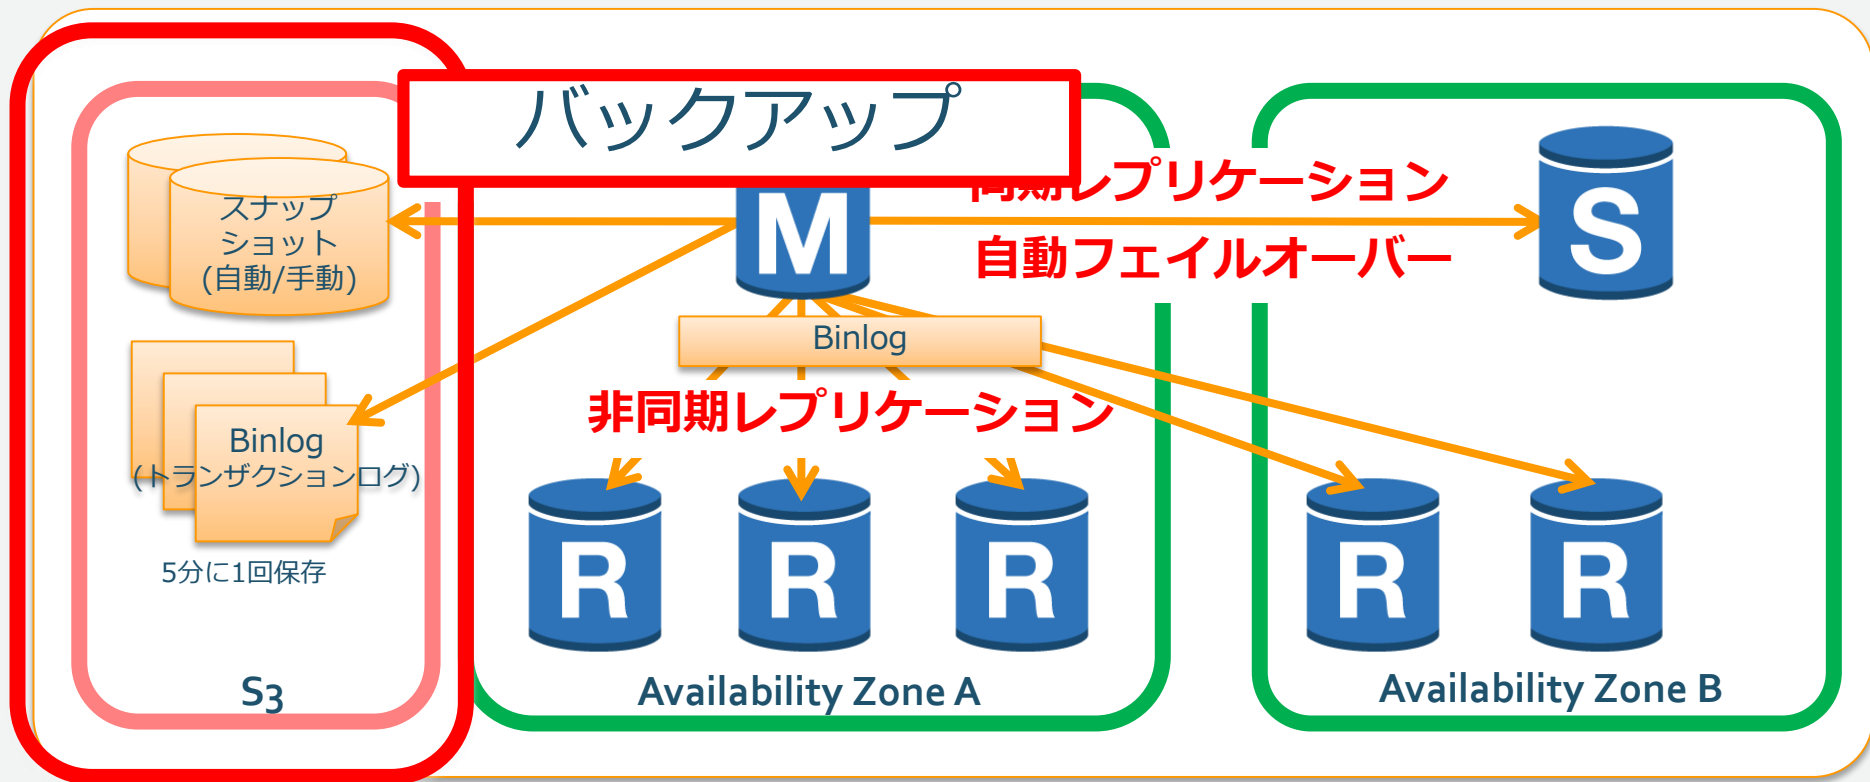 バックアップ
スナップ
ショット
(自動/手動)
M
同期レプリケーション
自動フェイルオーバー
S
Binlog
非同期レプリケーション
Binlog
(トランザクションログ)
5分に1回保存
R
R
R
R
R
S3
Availability Zone A
Availability Zone B